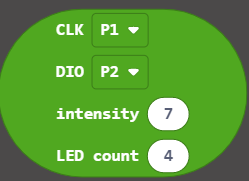 CLK P1
DIO P2
intensity 7
LED count 4